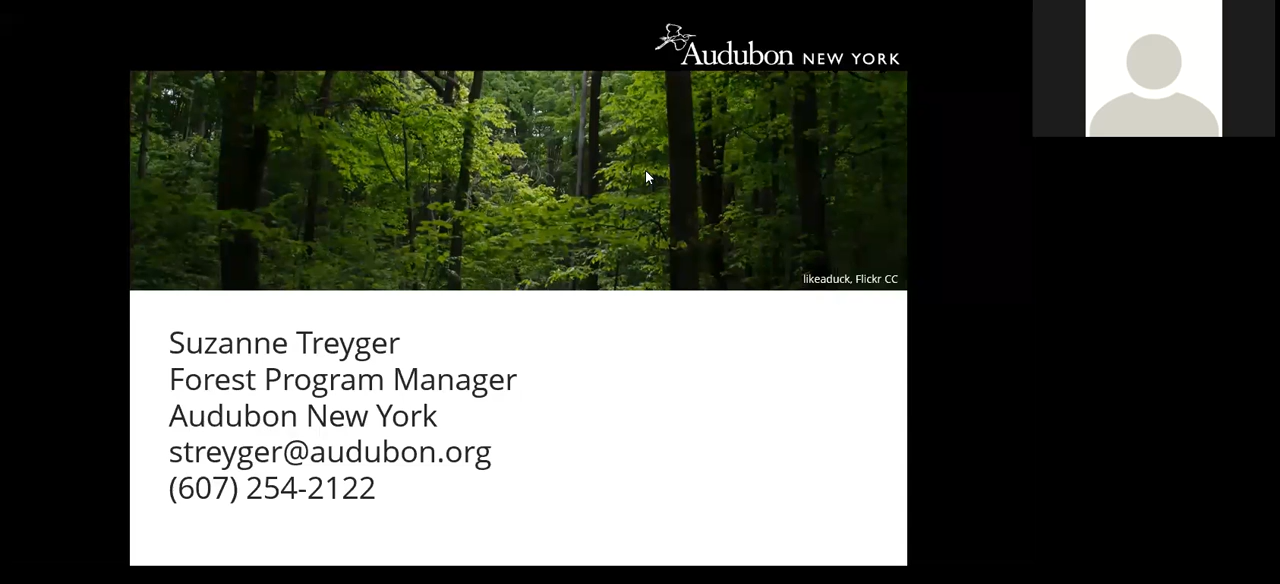 Audubon NEW YORK
likeaduck, Flickr CC
Suzanne Treyger
Forest Program Manager
Audubon New York
streyger@audubon.org
(607) 254-2122